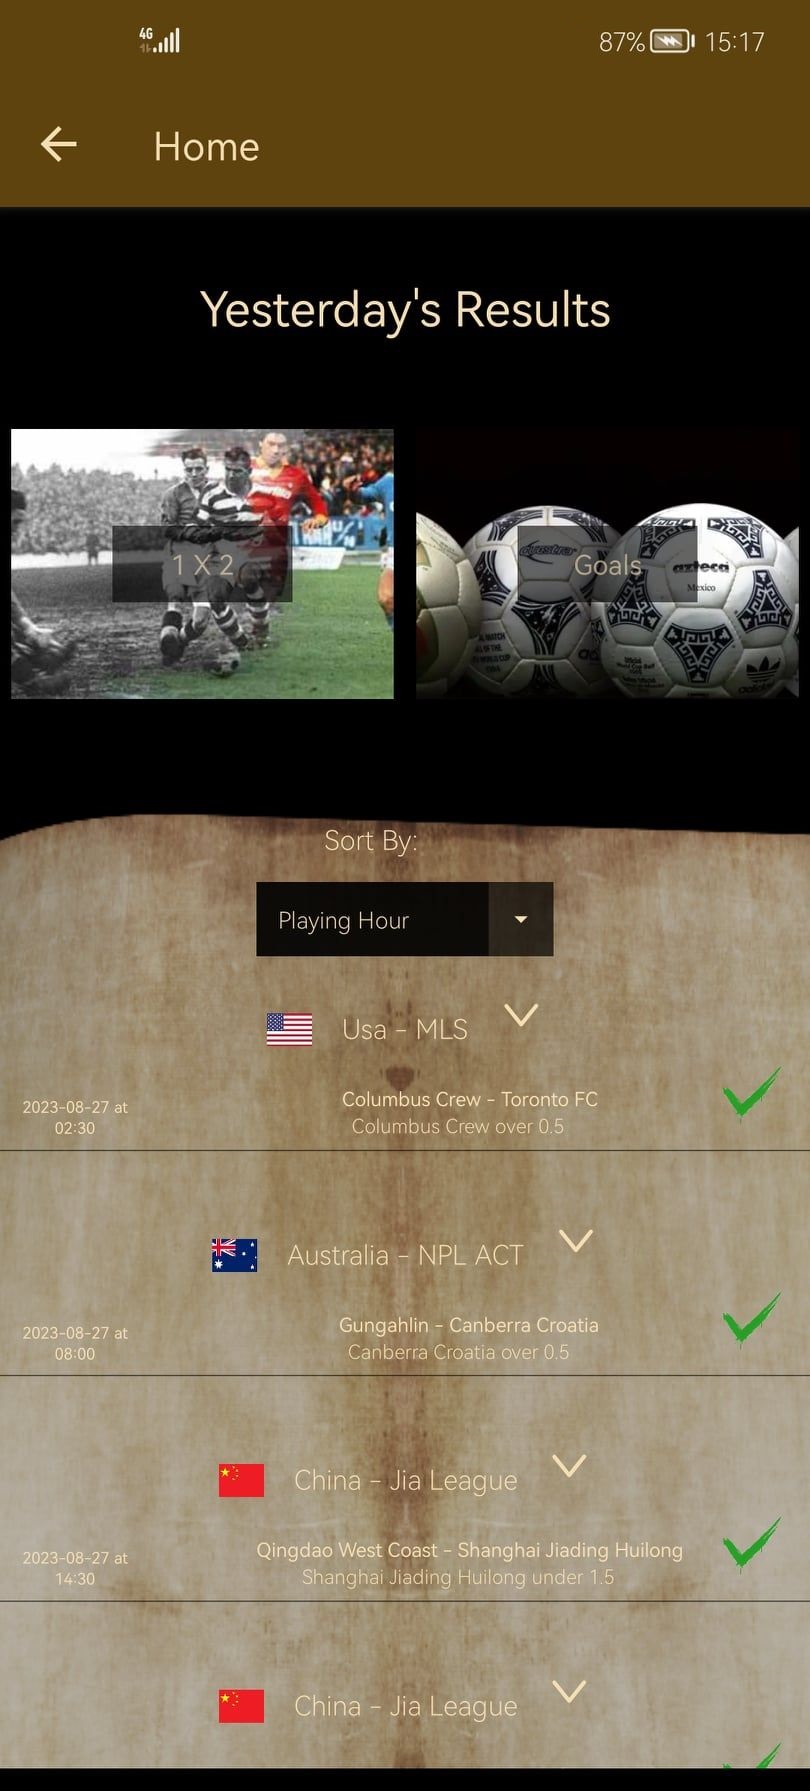 4G
87%
15:17
Home
Yesterday's Results
1 X 2
Goals
questra
azteca
Mexico
Sort By:
Playing Hour
Usa - MLS
2023-08-27 at
02:30
Columbus Crew - Toronto FC
Columbus Crew over 0.5
Australia - NPL ACT
2023-08-27 at
08:00
Gungahlin - Canberra Croatia
Canberra Croatia over 0.5
China - Jia League
2023-08-27 at
14:30
Qingdao West Coast - Shanghai Jiading Huilong
Shanghai Jiading Huilong under 1.5
China - Jia League